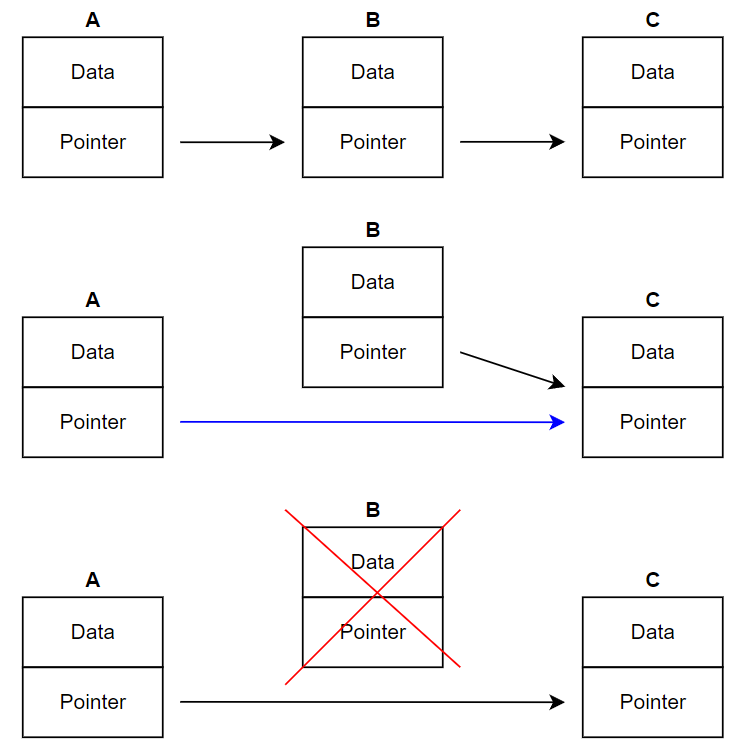 A B C
Data Data Data
Pointer Pointer Pointer
B
A Data C
Data Pointer Data
Pointer Pointer
B
A Data C
Data Pointer Data
Pointer Pointer